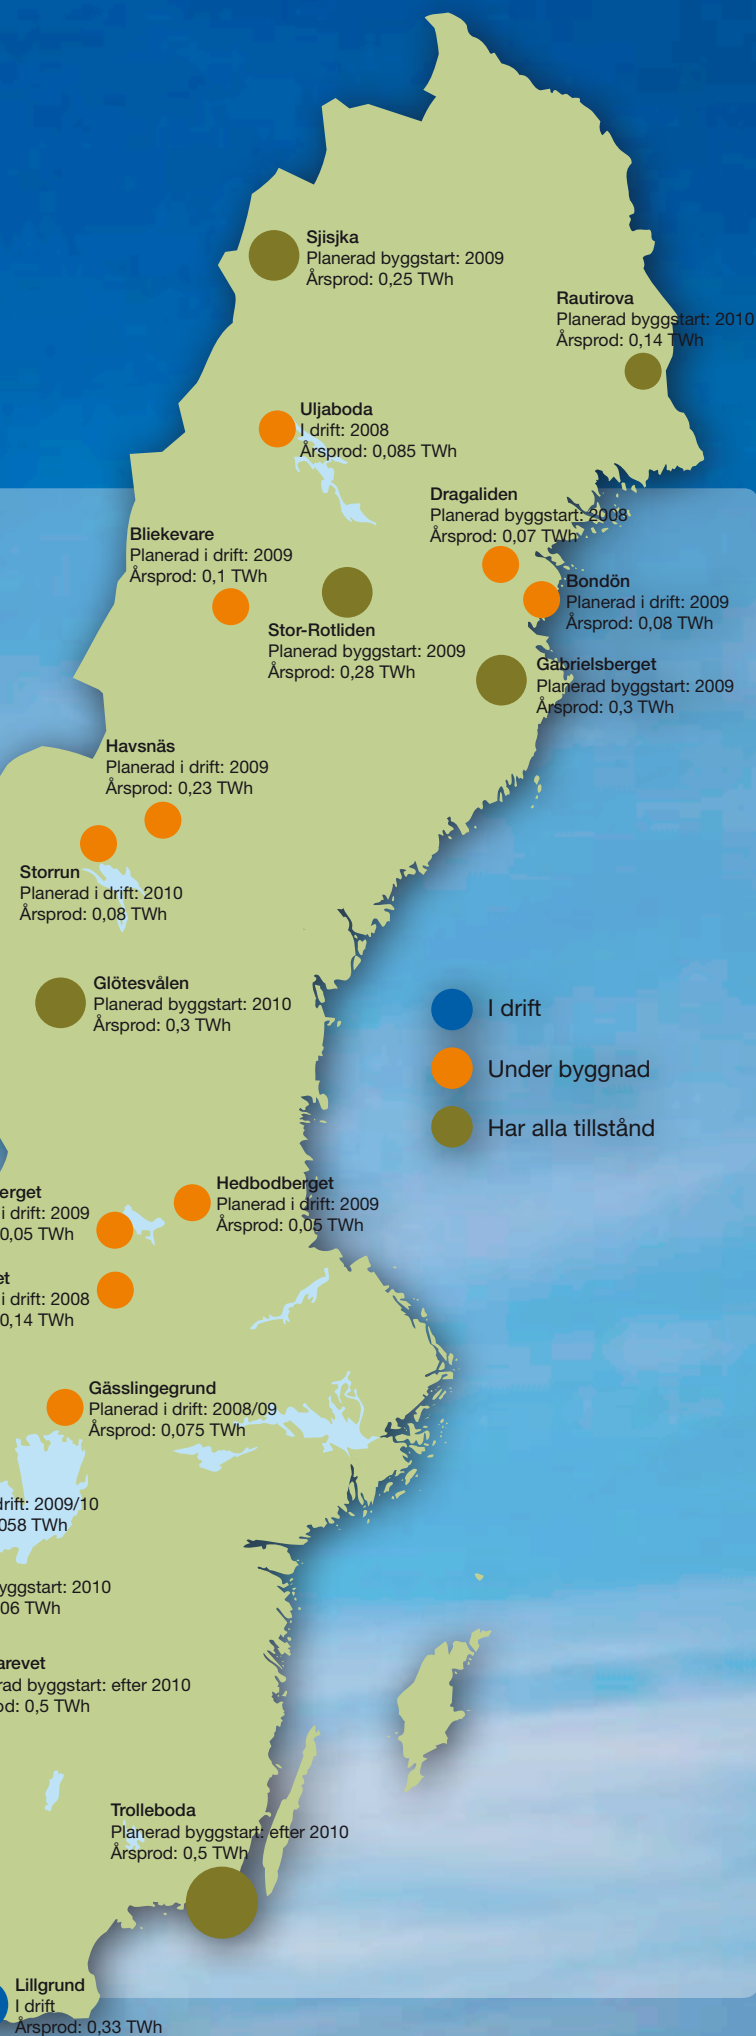 Sjisjka
Planerad byggstart: 2009
Årsprod: 0,25 TWh
Rautirova
Planerad byggstart: 2010
Årsprod: 0,14 TWh
Uljaboda
I drift: 2008
Årsprod: 0,085 TWh
Dragaliden
Planerad byggstart: 2008
Årsprod: 0,07 TWh
Bliekevare
Planerad i drift: 2009
Årsprod: 0,1 TWh
Bondön
Planerad i drift: 2009
Årsprod: 0,08 TWh
Stor-Rotliden
Planerad byggstart: 2009
Årsprod: 0,28 TWh
Gabrielsberget
Planerad byggstart: 2009
Årsprod: 0,3 TWh
Havsnäs
Planerad i drift: 2009
Årsprod: 0,23 TWh
Storrun
Planerad i drift: 2010
Årsprod: 0,08 TWh
Glötesvålen
Planerad byggstart: 2010
Årsprod: 0,3 TWh
I drift
Under byggnad
Har alla tillstånd
Hedbodberget
Planerad i drift: 2009
Årsprod: 0,05 TWh
erget
i drift: 2009
0,05 TWh
et
i drift: 2008
0,14 TWh
Gässlingegrund
Planerad i drift: 2008/09
Årsprod: 0,075 TWh
drift: 2009/10
058 TWh
yggstart: 2010
06 TWh
arevet
rad byggstart: efter 2010
od: 0,5 TWh
Trolleboda
Planerad byggstart: efter 2010
Årsprod: 0,5 TWh
Lillgrund
I drift
Årsprod: 0,33 TWh